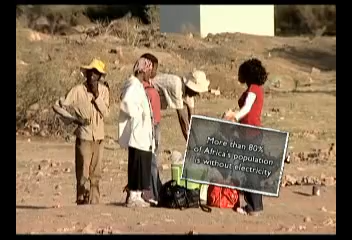 More than 80%
of Africa's population
is without electricity